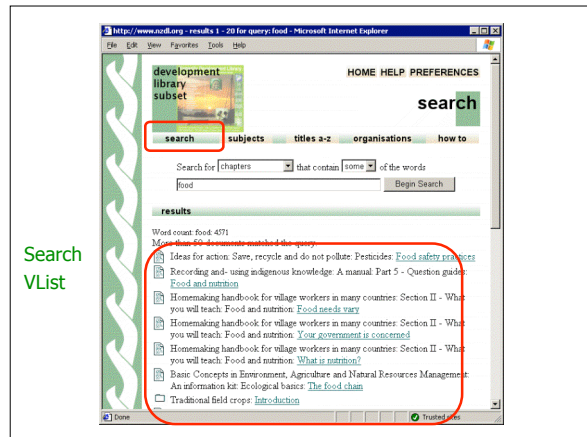 http://www.nzdl.org - results 1 - 20 for query: food - Microsoft Internet Explorer
File Edit View Favorites Tools Help
development
library
subset
HOME HELP PREFERENCES
search
search subjects titles a-z organisations how to
Search for chapters that contain some of the words
food Begin Search
results
Word count: food: 4571
More than 50 documents matched the query.
Ideas for action: Save, recycle and do not pollute: Pesticides: Food safety practices
Recording and- using indigenous knowledge: A manual: Part 5 - Question guides:
Food and nutrition
Homemaking handbook for village workers in many countries: Section II - What
you will teach: Food and nutrition: Food needs vary
Homemaking handbook for village workers in many countries: Section II - What
you will teach: Food and nutrition: Your government is concerned
Homemaking handbook for village workers in many countries: Section II - What
you will teach: Food and nutrition: What is nutrition?
Basic Concepts in Environment, Agriculture and Natural Resources Management:
An information kit: Ecological basics: The food chain
Traditional field crops: Introduction
Done Trusted sites
Search
VList